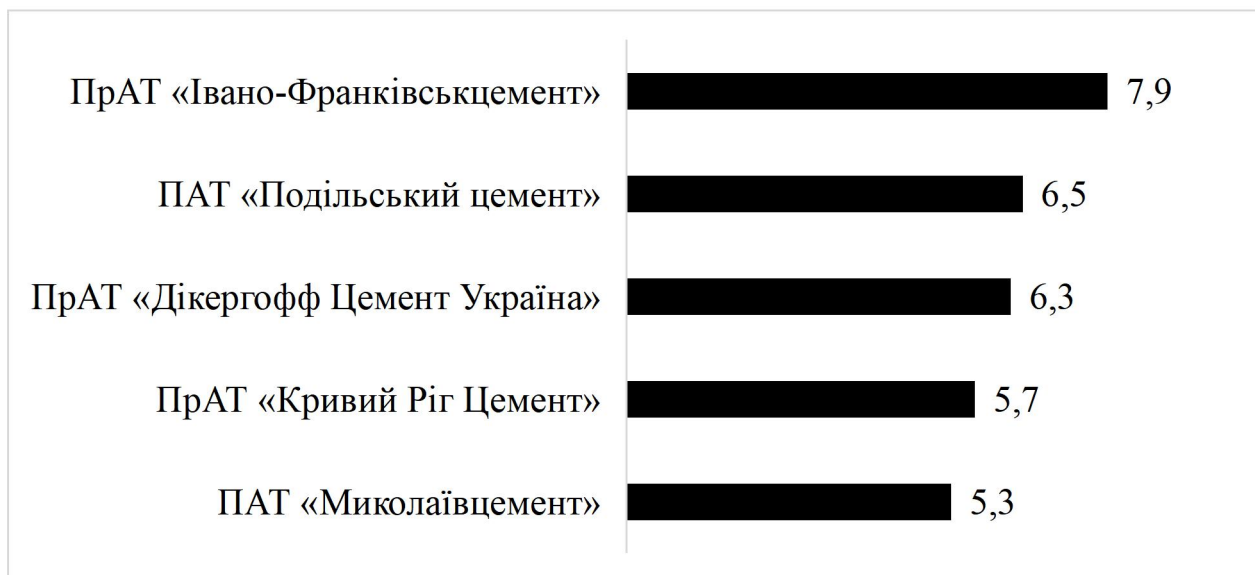 ПрАТ «Івано-Франківськцемент» 7,9
ПАТ «Подільський цемент» 6,5
ПрАТ «Дікергофф Цемент Україна» 6,3
ПрАТ «Кривий Ріг Цемент» 5,7
ПАТ «Миколаївцемент» 5,3